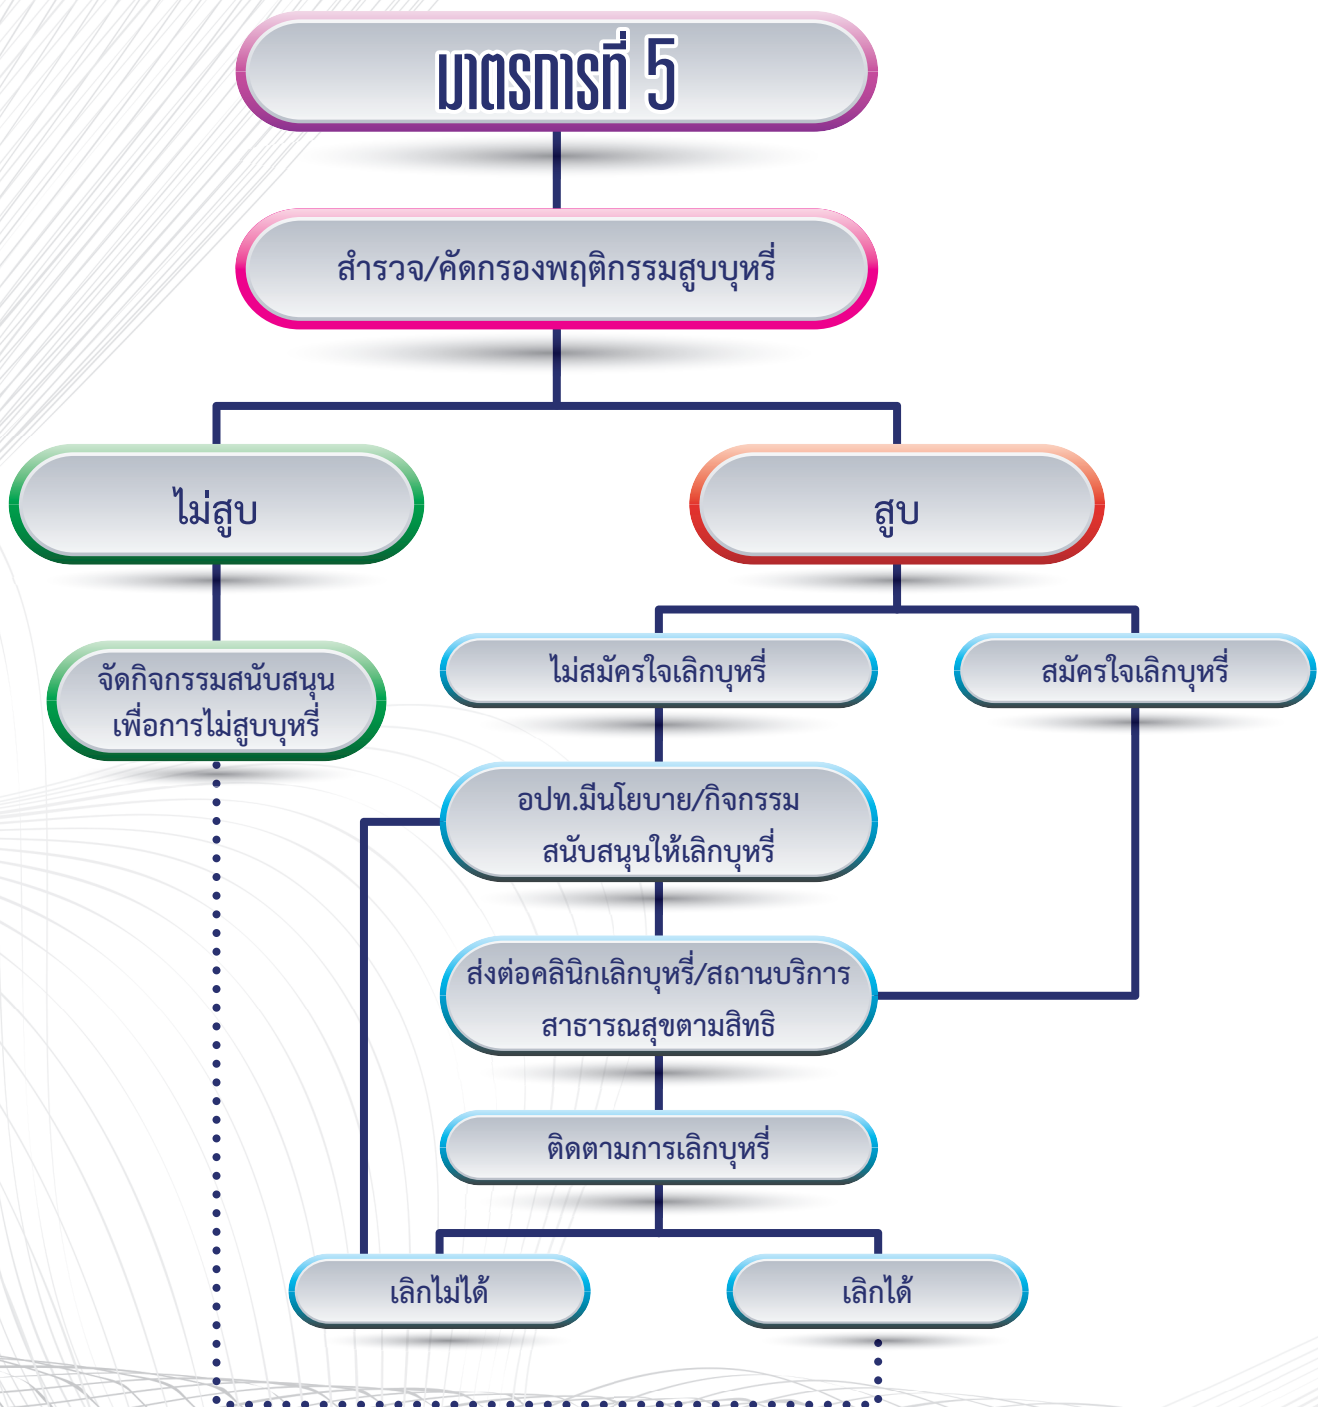 มาตรการที่ 5
สำรวจ/คัดกรองพฤติกรรมสูบบุหรี่
ไม่สูบ
สูบ
จัดกิจกรรมสนับสนุน
เพื่อการไม่สูบบุหรี่
ไม่สมัครใจเลิกบุหรี่
สมัครใจเลิกบุหรี่
อปท.มีนโยบาย/กิจกรรม
สนับสนุนให้เลิกบุหรี่
ส่งต่อคลินิกเลิกบุหรี่/สถานบริการ
สาธารณสุขตามสิทธิ
ติดตามการเลิกบุหรี่
เลิกไม่ได้
เลิกได้